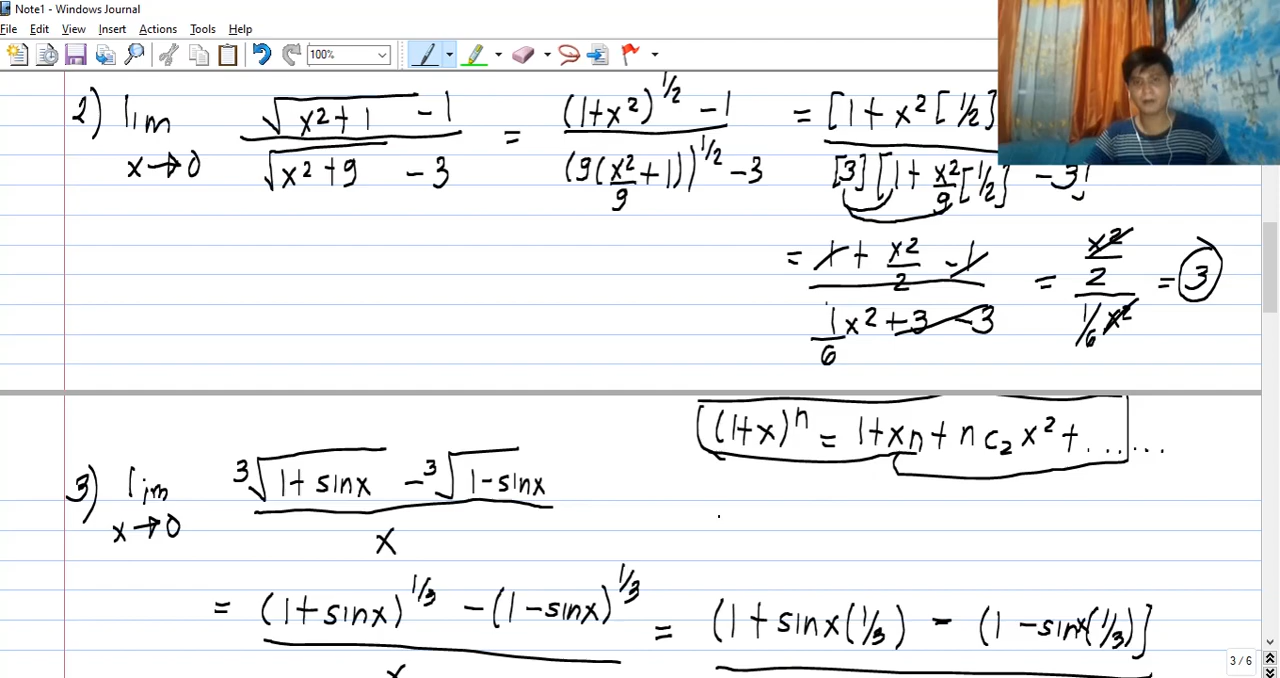 Note1 - Windows Journal
File Edit View Insert Actions Tools Help
100%
2) lim x→0 (√(x²+1) - 1)/(√(x²+9) - 3) = ((1+x²)^1/2 - 1)/((9(x²/9+1))^1/2 - 3) = [1 + x²[1/2]/[3][1 + x²/9[1/2] - 3]
= (1 + x²/2 - 1)/(1/6 x² + 3 - 3) = (x²/2)/(1/6 x²) = 3
(1+x)ⁿ = 1+xn + nc₂x² + ......
3) lim x→0 (³√(1+sinx) - ³√(1-sinx))/x
= ((1+sinx)^1/3 - (1-sinx)^1/3)/x = (1+sinx(1/3) - (1-sinx(1/3)]
3 / 6